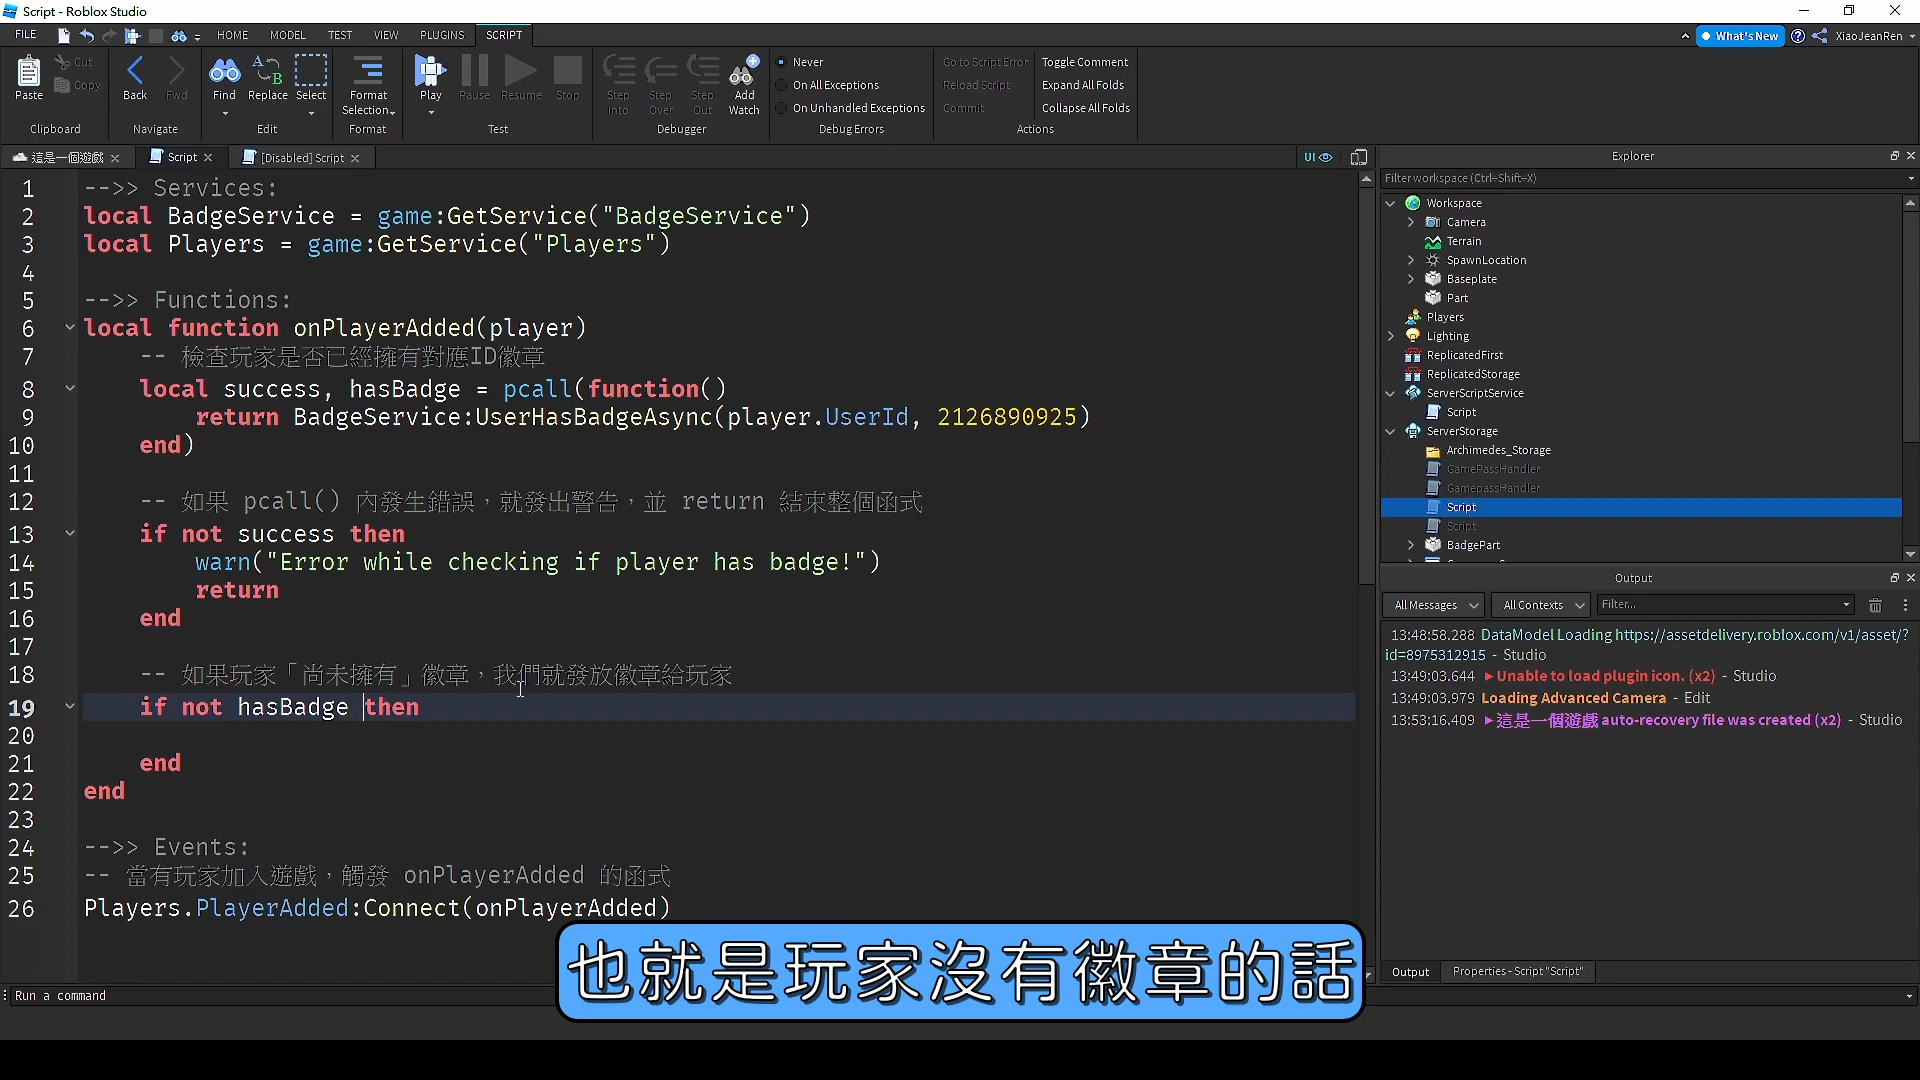 Script - Roblox Studio
FILE
HOME
MODEL
TEST
VIEW
PLUGINS
SCRIPT
What's New
XiaoJeanRen
Paste
Cut
Copy
Clipboard
Back
Fwd
Navigate
Find
Replace
Select
Edit
Format
Selection
Format
Play
Pause
Resume
Stop
Test
Step
Into
Step
Over
Step
Out
Add
Watch
Debugger
Never
On All Exceptions
On Unhandled Exceptions
Debug Errors
Go to Script Error
Reload Script
Commit
Toggle Comment
Expand All Folds
Collapse All Folds
Actions
這是一個遊戲
Script
[Disabled] Script
UI
1 -->> Services:
2 local BadgeService = game:GetService("BadgeService")
3 local Players = game:GetService("Players")
4
5 -->> Functions:
6 local function onPlayerAdded(player)
7 -- 檢查玩家是否已經擁有對應ID徽章
8 local success, hasBadge = pcall(function()
9 return BadgeService:UserHasBadgeAsync(player.UserId, 2126890925)
10 end)
11
12 -- 如果 pcall() 內發生錯誤，就發出警告，並 return 結束整個函式
13 if not success then
14 warn("Error while checking if player has badge!")
15 return
16 end
17
18 -- 如果玩家「尚未擁有」徽章，我們就發放徽章給玩家
19 if not hasBadge then
20
21 end
22 end
23
24 -->> Events:
25 -- 當有玩家加入遊戲，觸發 onPlayerAdded 的函式
26 Players.PlayerAdded:Connect(onPlayerAdded)
也就是玩家沒有徽章的話
Run a command
Explorer
Filter workspace (Ctrl+Shift+X)
Workspace
Camera
Terrain
SpawnLocation
Baseplate
Part
Players
Lighting
ReplicatedFirst
ReplicatedStorage
ServerScriptService
Script
ServerStorage
Archimedes_Storage
GamePassHandler
GamepassHandler
Script
Script
BadgePart
Output
All Messages
All Contexts
Filter...
13:48:58.288 DataModel Loading https://assetdelivery.roblox.com/v1/asset/?
id=8975312915 - Studio
13:49:03.644 Unable to load plugin icon. (x2) - Studio
13:49:03.979 Loading Advanced Camera - Edit
13:53:16.409 這是一個遊戲 auto-recovery file was created (x2) - Studio
Output
Properties - Script "Script"